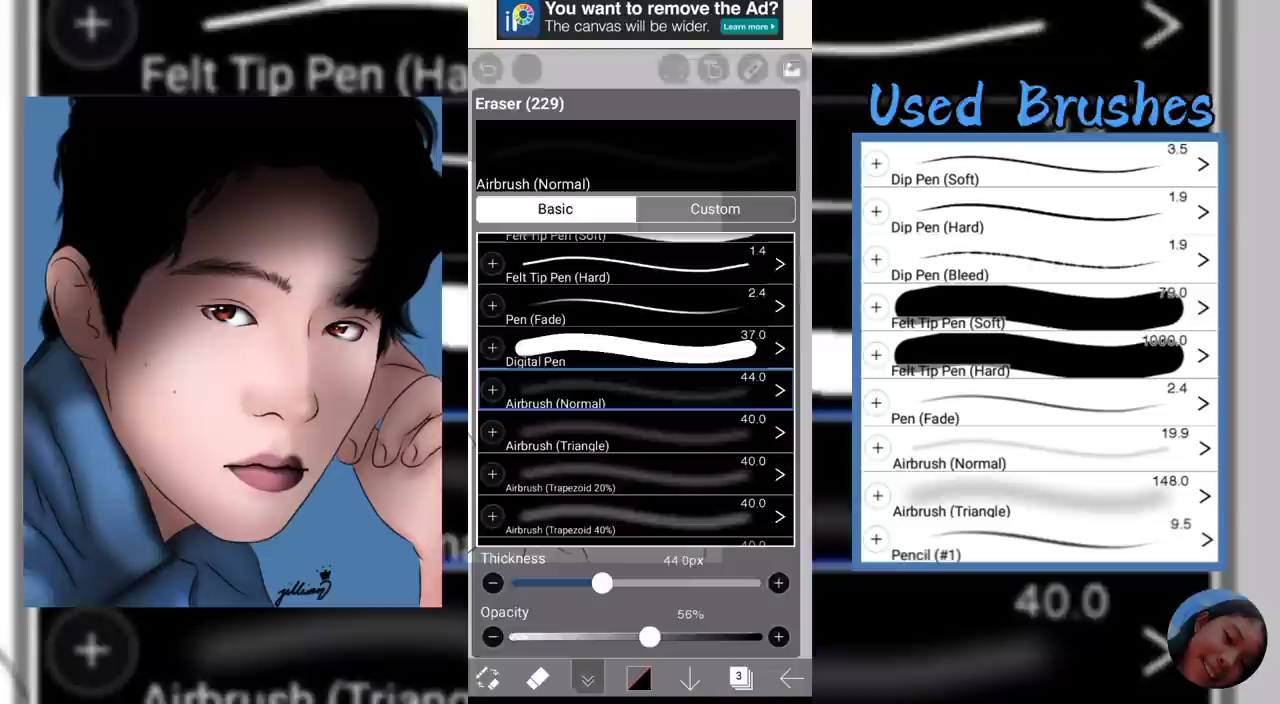 You want to remove the Ad?
The canvas will be wider. Learn more
Felt Tip Pen (Ha
Eraser (229)
Airbrush (Normal)
Basic
Custom
Felt Tip Pen (Soft)
1.4
Felt Tip Pen (Hard)
2.4
Pen (Fade)
37.0
Digital Pen
44.0
Airbrush (Normal)
40.0
Airbrush (Triangle)
40.0
Airbrush (Trapezoid 20%)
40.0
Airbrush (Trapezoid 40%)
40.0
Thickness
44.0px
Opacity
56%
3
Used Brushes
3.5
Dip Pen (Soft)
1.9
Dip Pen (Hard)
1.9
Dip Pen (Bleed)
79.0
Felt Tip Pen (Soft)
1000.0
Felt Tip Pen (Hard)
2.4
Pen (Fade)
19.9
Airbrush (Normal)
148.0
Airbrush (Triangle)
9.5
Pencil (#1)
40.0
Airbrush (Triang
jillian